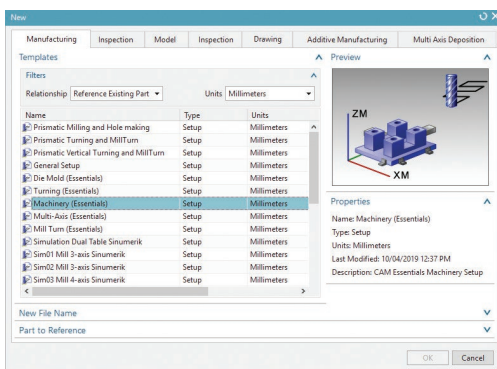 New
Manufacturing Inspection Model Inspection Drawing Additive Manufacturing Multi Axis Deposition
Templates
Filters
Relationship Reference Existing Part Units Millimeters
Name Type Units
Prismatic Milling and Hole making Setup Millimeters
Prismatic Turning and MillTurn Setup Millimeters
Prismatic Vertical Turning and MillTurn Setup Millimeters
General Setup Setup Millimeters
Die Mold (Essentials) Setup Millimeters
Turning (Essentials) Setup Millimeters
Machinery (Essentials) Setup Millimeters
Multi-Axis (Essentials) Setup Millimeters
Mill Turn (Essentials) Setup Millimeters
Simulation Dual Table Sinumerik Setup Millimeters
Sim01 Mill 3-axis Sinumerik Setup Millimeters
Sim02 Mill 3-axis Sinumerik Setup Millimeters
Sim03 Mill 4-axis Sinumerik Setup Millimeters
New File Name
Part to Reference
Preview
ZM
XM
Properties
Name: Machinery (Essentials)
Type: Setup
Units: Millimeters
Last Modified: 10/04/2019 12:37 PM
Description: CAM Essentials Machinery Setup
OK Cancel